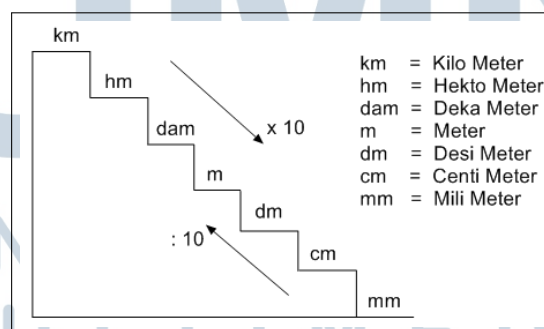 km
hm
dam
m
dm
cm
mm
x 10
: 10
km = Kilo Meter
hm = Hekto Meter
dam = Deka Meter
m = Meter
dm = Desi Meter
cm = Centi Meter
mm = Mili Meter